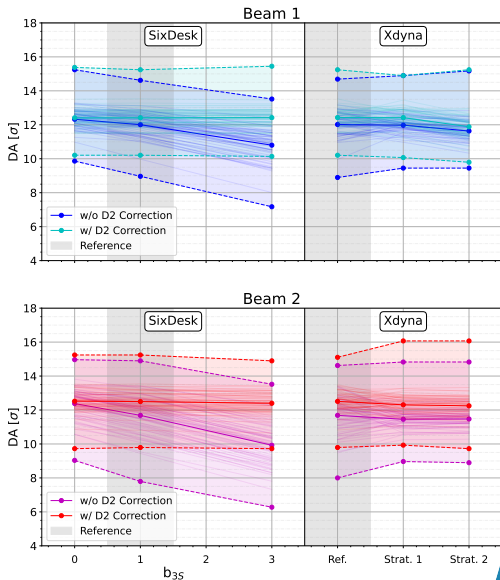 Beam 1
SixDesk
Xdyna
18
16
14
12
10
8
6
4
DA [σ]
w/o D2 Correction
w/ D2 Correction
Reference
Beam 2
SixDesk
Xdyna
18
16
14
12
10
8
6
4
DA [σ]
w/o D2 Correction
w/ D2 Correction
Reference
0 1 2 3 Ref. Strat. 1 Strat. 2
b3S